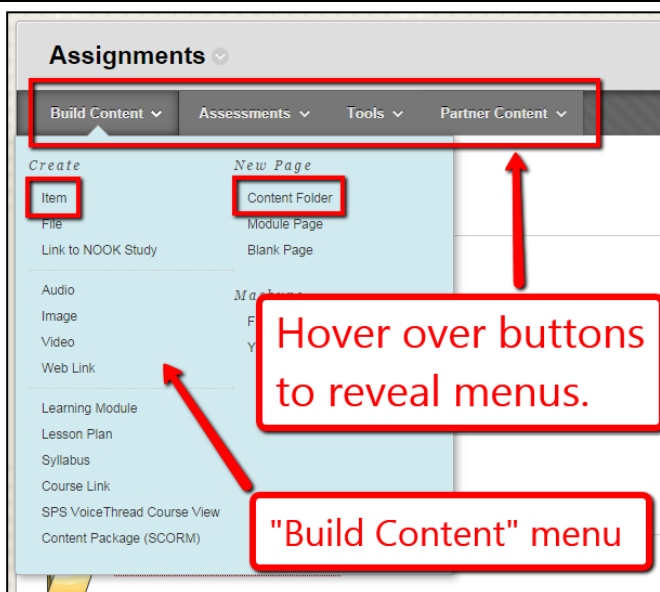 Assignments
Build Content Assessments Tools Partner Content
Create
Item
File
Link to NOOK Study
Audio
Image
Video
Web Link
Learning Module
Lesson Plan
Syllabus
Course Link
SPS VoiceThread Course View
Content Package (SCORM)
New Page
Content Folder
Module Page
Blank Page
Hover over buttons
to reveal menus.
"Build Content" menu